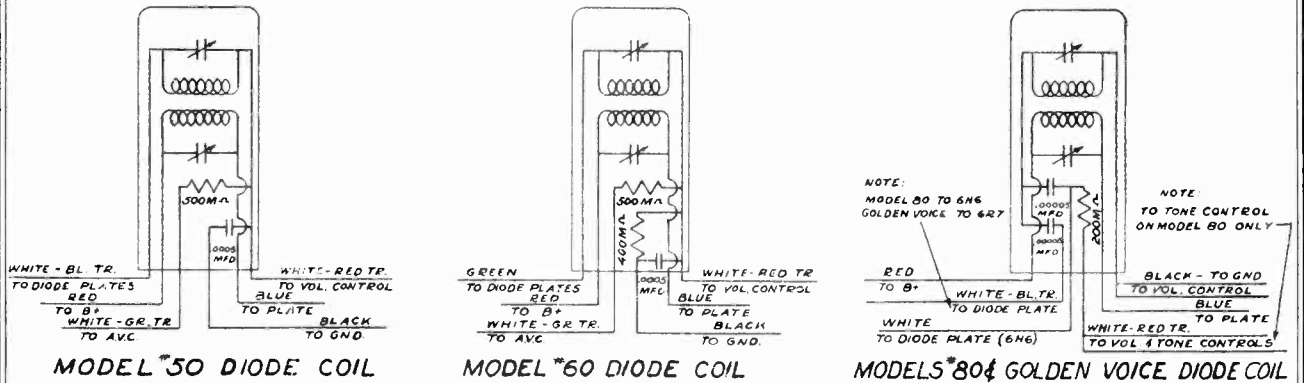 500MΩ
.0005
MFD
WHITE - BL. TR.
TO DIODE PLATES
RED
TO B+
WHITE - GR. TR.
TO A.V.C.
WHITE - RED TR.
TO VOL. CONTROL
BLUE
TO PLATE
BLACK
TO GND.
MODEL #50 DIODE COIL
500MΩ
400MΩ
.0005
MFD
GREEN
TO DIODE PLATES
RED
TO B+
WHITE - GR. TR.
TO A.V.C.
WHITE - RED TR.
TO VOL. CONTROL
BLUE
TO PLATE
BLACK
TO GND.
MODEL #60 DIODE COIL
NOTE:
MODEL 80 TO 6H6
GOLDEN VOICE TO 6R7
.00005
MFD
.00005
MFD
200MΩ
NOTE:
TO TONE CONTROL
ON MODEL 80 ONLY
RED
TO B+
WHITE - BL. TR.
TO DIODE PLATE
WHITE
TO DIODE PLATE (6H6)
BLACK - TO GND
TO VOL. CONTROL
BLUE
TO PLATE
WHITE - RED TR.
TO VOL & TONE CONTROLS
MODELS #80 & GOLDEN VOICE DIODE COIL